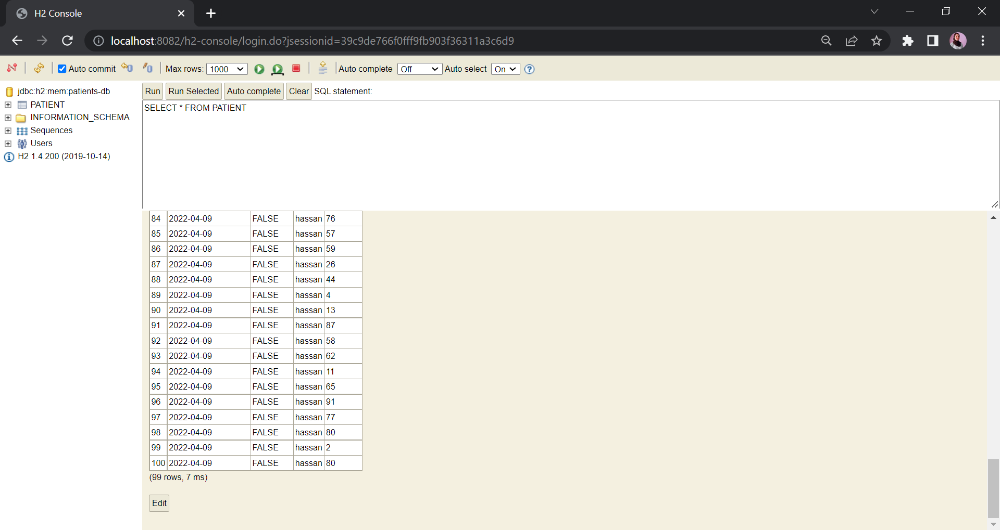 H2 Console
localhost:8082/h2-console/login.do?jsessionid=39c9de766f0fff9fb903f36311a3c6d9
Auto commit Max rows: 1000 Auto complete Off Auto select On
jdbc:h2:mem:patients-db
PATIENT
INFORMATION_SCHEMA
Sequences
Users
H2 1.4.200 (2019-10-14)
Run Run Selected Auto complete Clear SQL statement:
SELECT * FROM PATIENT
84 2022-04-09 FALSE hassan 76
85 2022-04-09 FALSE hassan 57
86 2022-04-09 FALSE hassan 59
87 2022-04-09 FALSE hassan 26
88 2022-04-09 FALSE hassan 44
89 2022-04-09 FALSE hassan 4
90 2022-04-09 FALSE hassan 13
91 2022-04-09 FALSE hassan 87
92 2022-04-09 FALSE hassan 58
93 2022-04-09 FALSE hassan 62
94 2022-04-09 FALSE hassan 11
95 2022-04-09 FALSE hassan 65
96 2022-04-09 FALSE hassan 91
97 2022-04-09 FALSE hassan 77
98 2022-04-09 FALSE hassan 80
99 2022-04-09 FALSE hassan 2
100 2022-04-09 FALSE hassan 80
(99 rows, 7 ms)
Edit